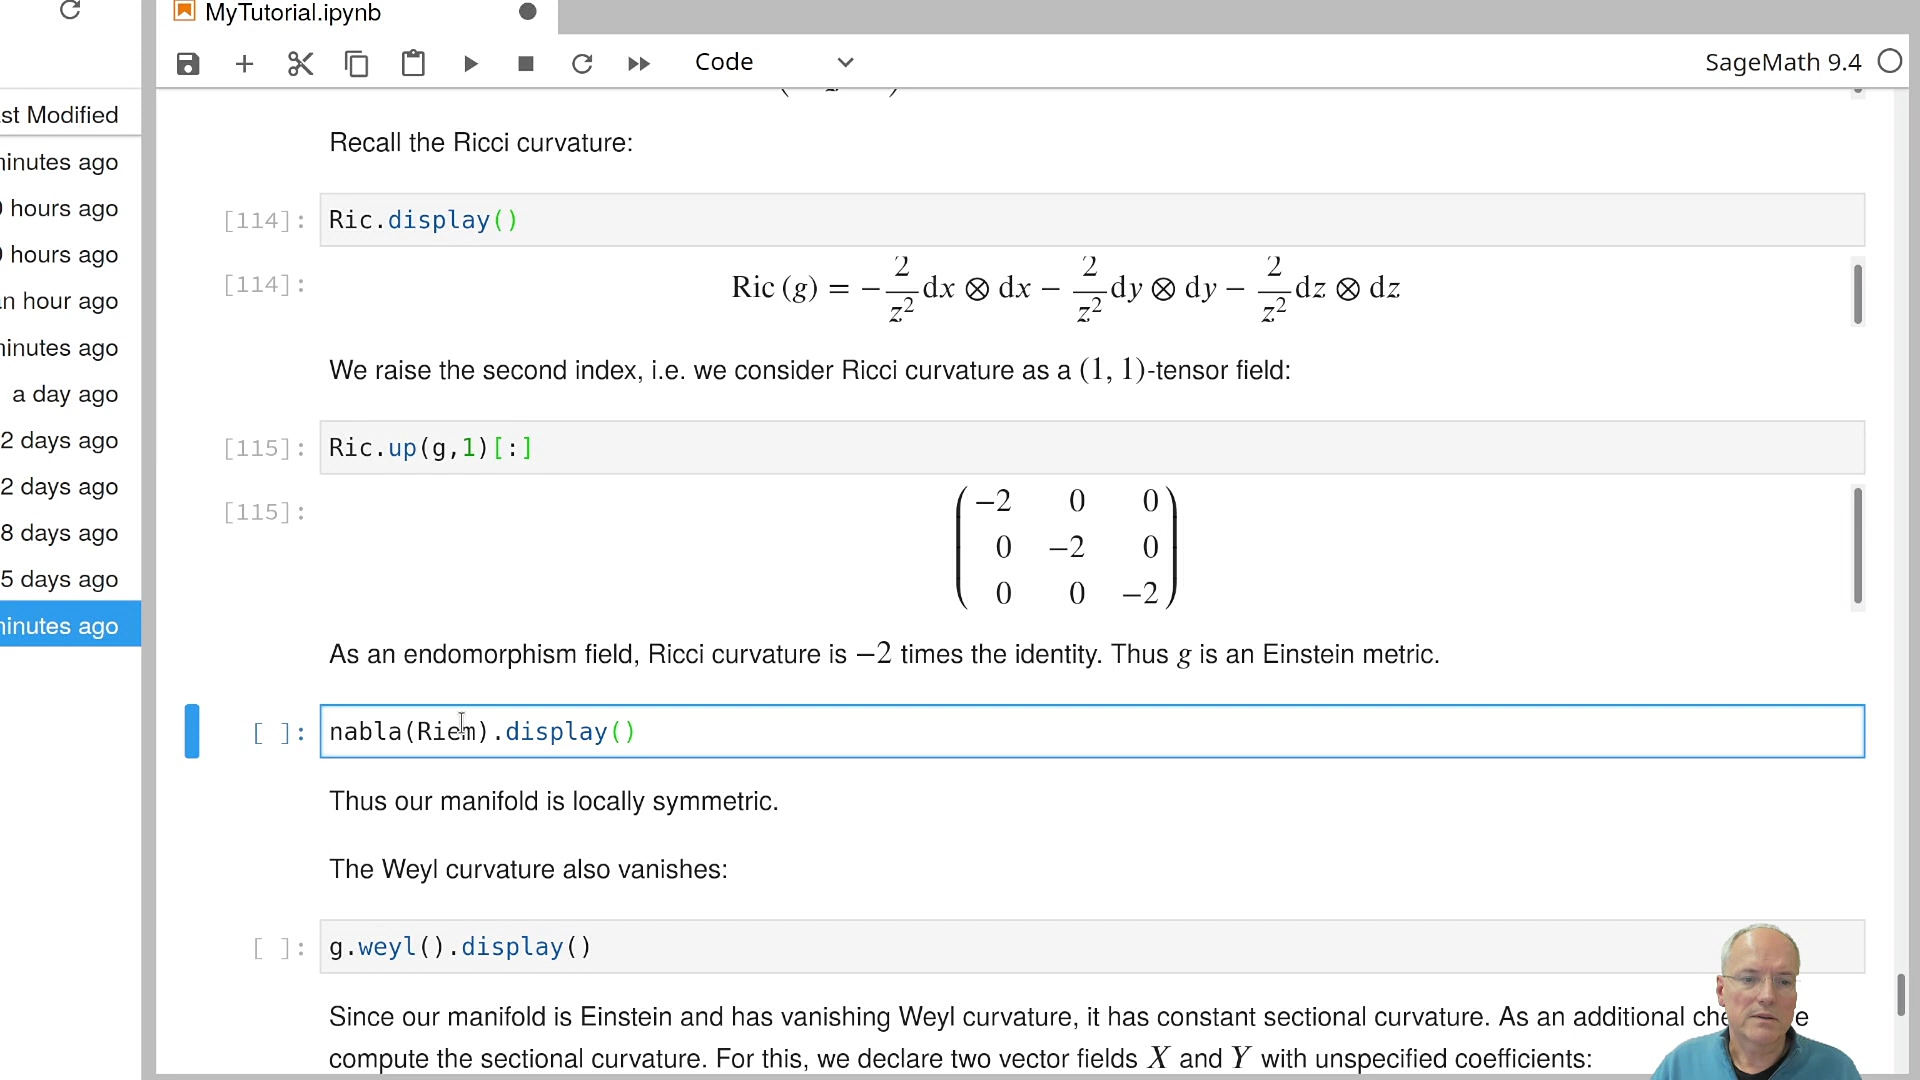 MyTutorial.ipynb
Code
SageMath 9.4
st Modified
minutes ago
hours ago
hours ago
an hour ago
minutes ago
a day ago
2 days ago
2 days ago
8 days ago
5 days ago
minutes ago
Recall the Ricci curvature:
[114]: Ric.display()
[114]: Ric (g) = −2/z² dx ⊗ dx − 2/z² dy ⊗ dy − 2/z² dz ⊗ dz
We raise the second index, i.e. we consider Ricci curvature as a (1, 1)-tensor field:
[115]: Ric.up(g,1)[:]
[115]:
−2 0 0
0 −2 0
0 0 −2
As an endomorphism field, Ricci curvature is −2 times the identity. Thus g is an Einstein metric.
[ ]: nabla(Riem).display()
Thus our manifold is locally symmetric.
The Weyl curvature also vanishes:
[ ]: g.weyl().display()
Since our manifold is Einstein and has vanishing Weyl curvature, it has constant sectional curvature. As an additional
compute the sectional curvature. For this, we declare two vector fields X and Y with unspecified coefficients: